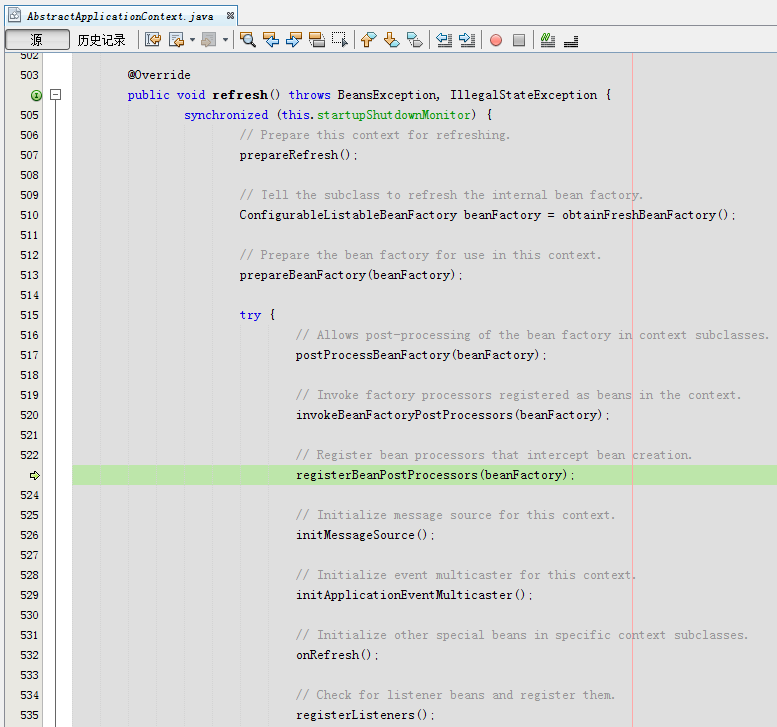 AbstractApplicationContext.java
源 历史记录
502
503 @Override
public void refresh() throws BeansException, IllegalStateException {
505 synchronized (this.startupShutdownMonitor) {
506 // Prepare this context for refreshing.
507 prepareRefresh();
508
509 // Tell the subclass to refresh the internal bean factory.
510 ConfigurableListableBeanFactory beanFactory = obtainFreshBeanFactory();
511
512 // Prepare the bean factory for use in this context.
513 prepareBeanFactory(beanFactory);
514
515 try {
516 // Allows post-processing of the bean factory in context subclasses.
517 postProcessBeanFactory(beanFactory);
518
519 // Invoke factory processors registered as beans in the context.
520 invokeBeanFactoryPostProcessors(beanFactory);
521
522 // Register bean processors that intercept bean creation.
registerBeanPostProcessors(beanFactory);
524
525 // Initialize message source for this context.
526 initMessageSource();
527
528 // Initialize event multicaster for this context.
529 initApplicationEventMulticaster();
530
531 // Initialize other special beans in specific context subclasses.
532 onRefresh();
533
534 // Check for listener beans and register them.
535 registerListeners();